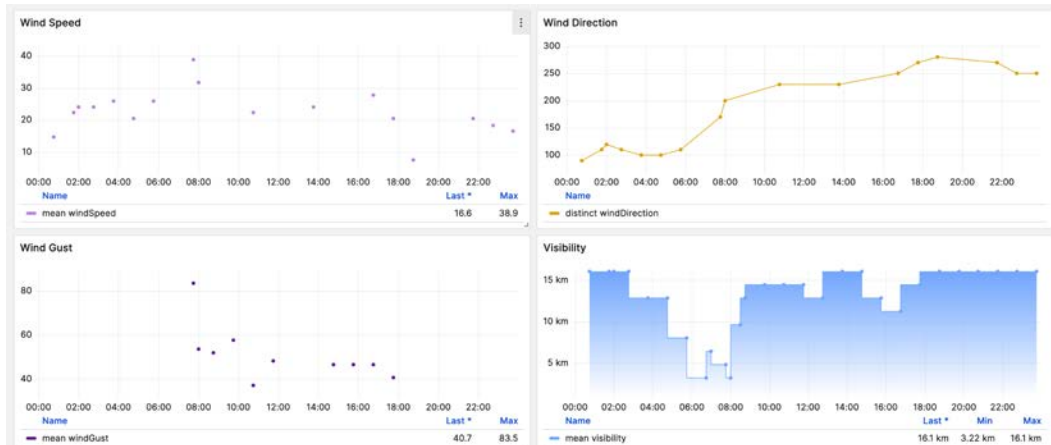 Wind Speed
40
30
20
10
00:00 02:00 04:00 06:00 08:00 10:00 12:00 14:00 16:00 18:00 20:00 22:00
Name Last * Max
mean windSpeed 16.6 38.9
Wind Direction
300
250
200
150
100
00:00 02:00 04:00 06:00 08:00 10:00 12:00 14:00 16:00 18:00 20:00 22:00
Name
distinct windDirection
Wind Gust
80
60
40
00:00 02:00 04:00 06:00 08:00 10:00 12:00 14:00 16:00 18:00 20:00 22:00
Name Last * Max
mean windGust 40.7 83.5
Visibility
15 km
10 km
5 km
00:00 02:00 04:00 06:00 08:00 10:00 12:00 14:00 16:00 18:00 20:00 22:00
Name Last * Min Max
mean visibility 16.1 km 3.22 km 16.1 km